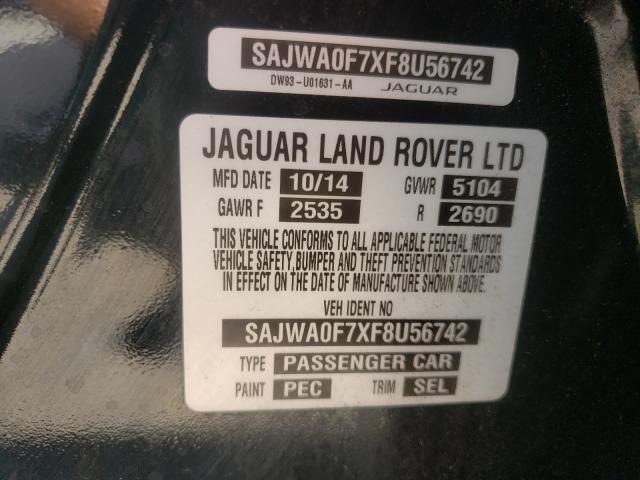 SAJWA0F7XF8U56742
DW93-U01631-AA JAGUAR
JAGUAR LAND ROVER LTD
MFD DATE 10/14 GVWR 5104
GAWR F 2535 R 2690
THIS VEHICLE CONFORMS TO ALL APPLICABLE FEDERAL MOTOR
VEHICLE SAFETY,BUMPER AND THEFT PREVENTION STANDARDS
IN EFFECT ON THE DATE OF MANUFACTURE SHOWN ABOVE.
VEH IDENT NO
SAJWA0F7XF8U56742
TYPE PASSENGER CAR
PAINT PEC TRIM SEL